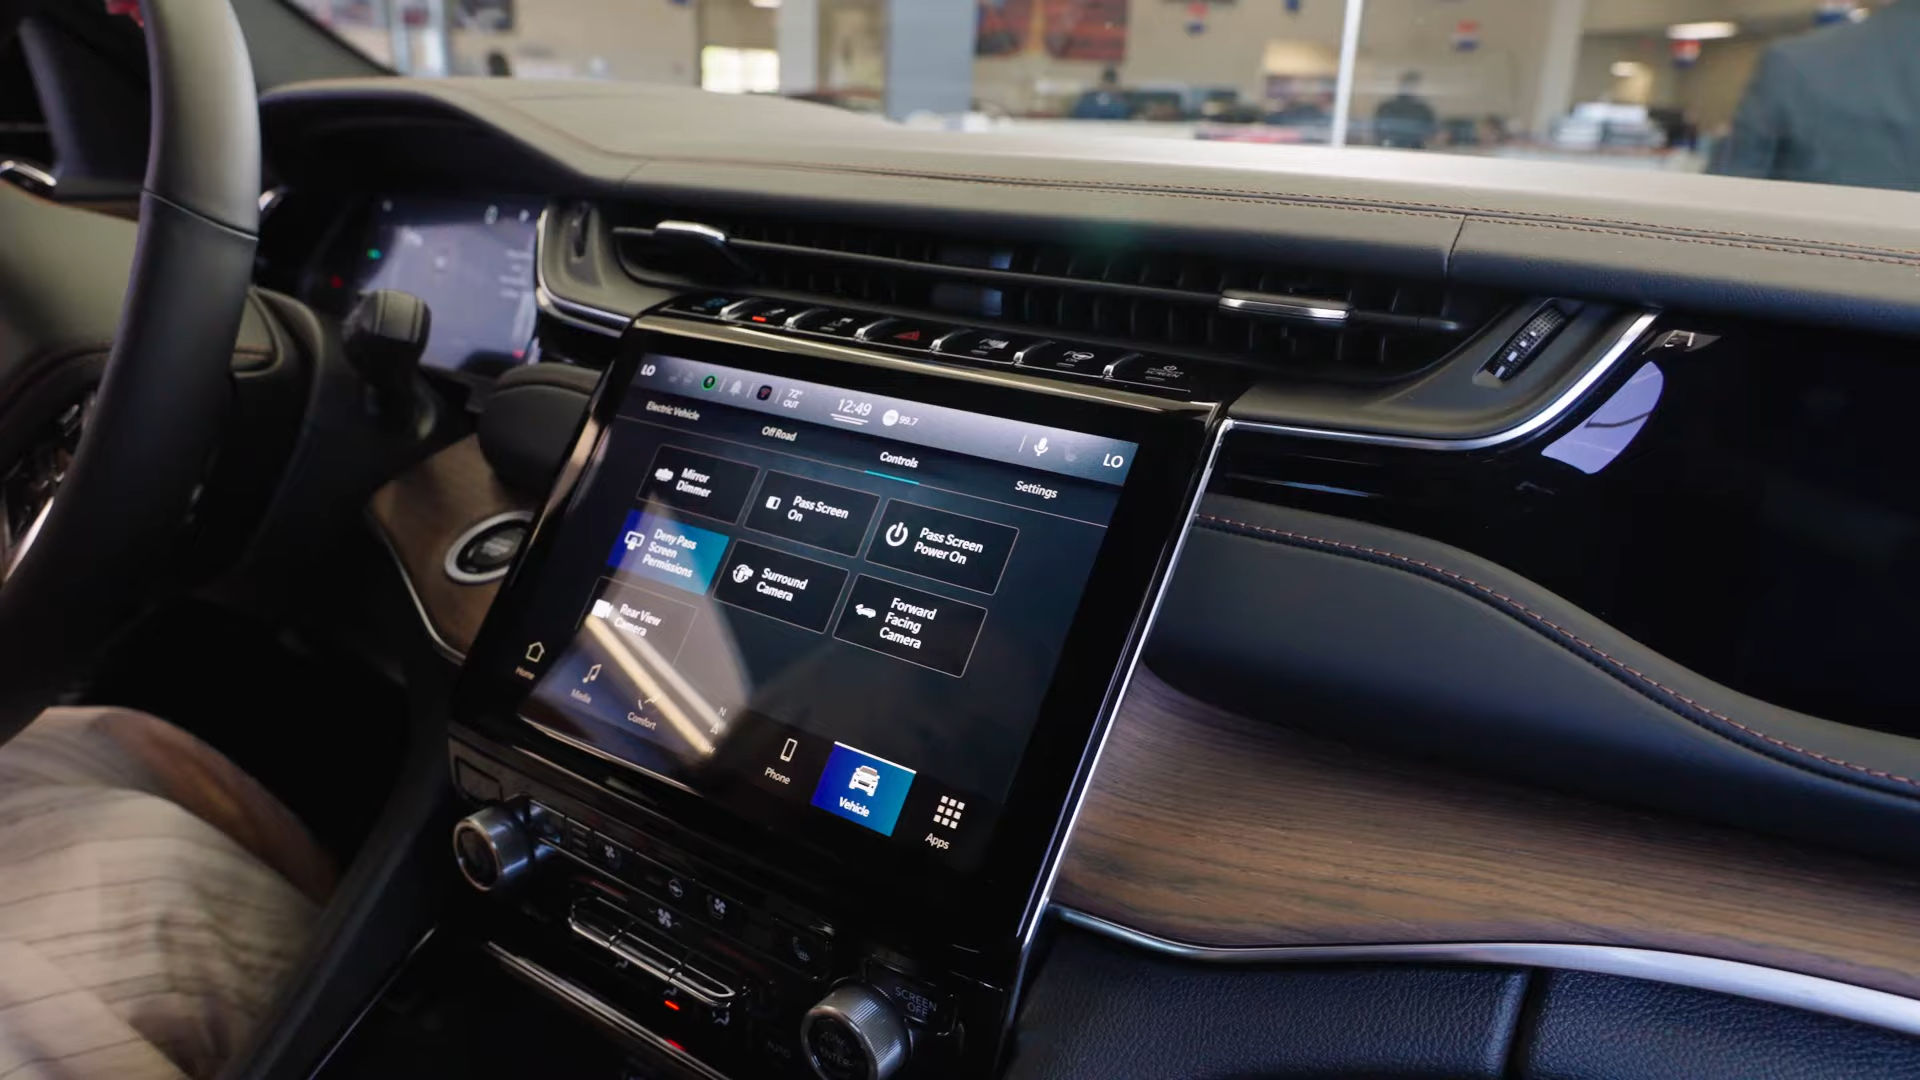 LO
72°
OUT
12:49
99.7
LO
Electric Vehicle
Off Road
Controls
Settings
Mirror
Dimmer
Pass Screen
On
Pass Screen
Power On
Deny Pass
Screen
Permissions
Surround
Camera
Forward
Facing
Camera
Rear View
Camera
Home
Media
Comfort
N
Phone
Vehicle
Apps
SCREEN
OFF
AUTO